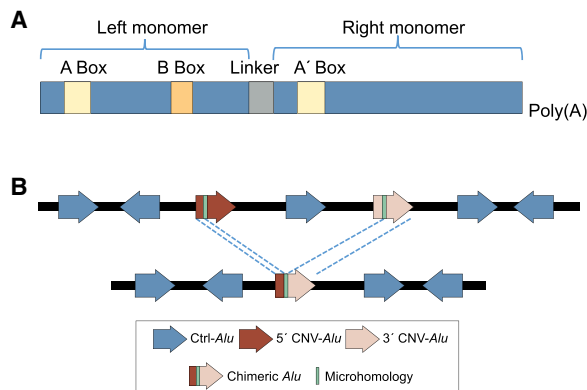 A
Left monomer
Right monomer
A Box
B Box
Linker
A´ Box
Poly(A)
B
Ctrl-Alu
5´ CNV-Alu
3´ CNV-Alu
Chimeric Alu
Microhomology